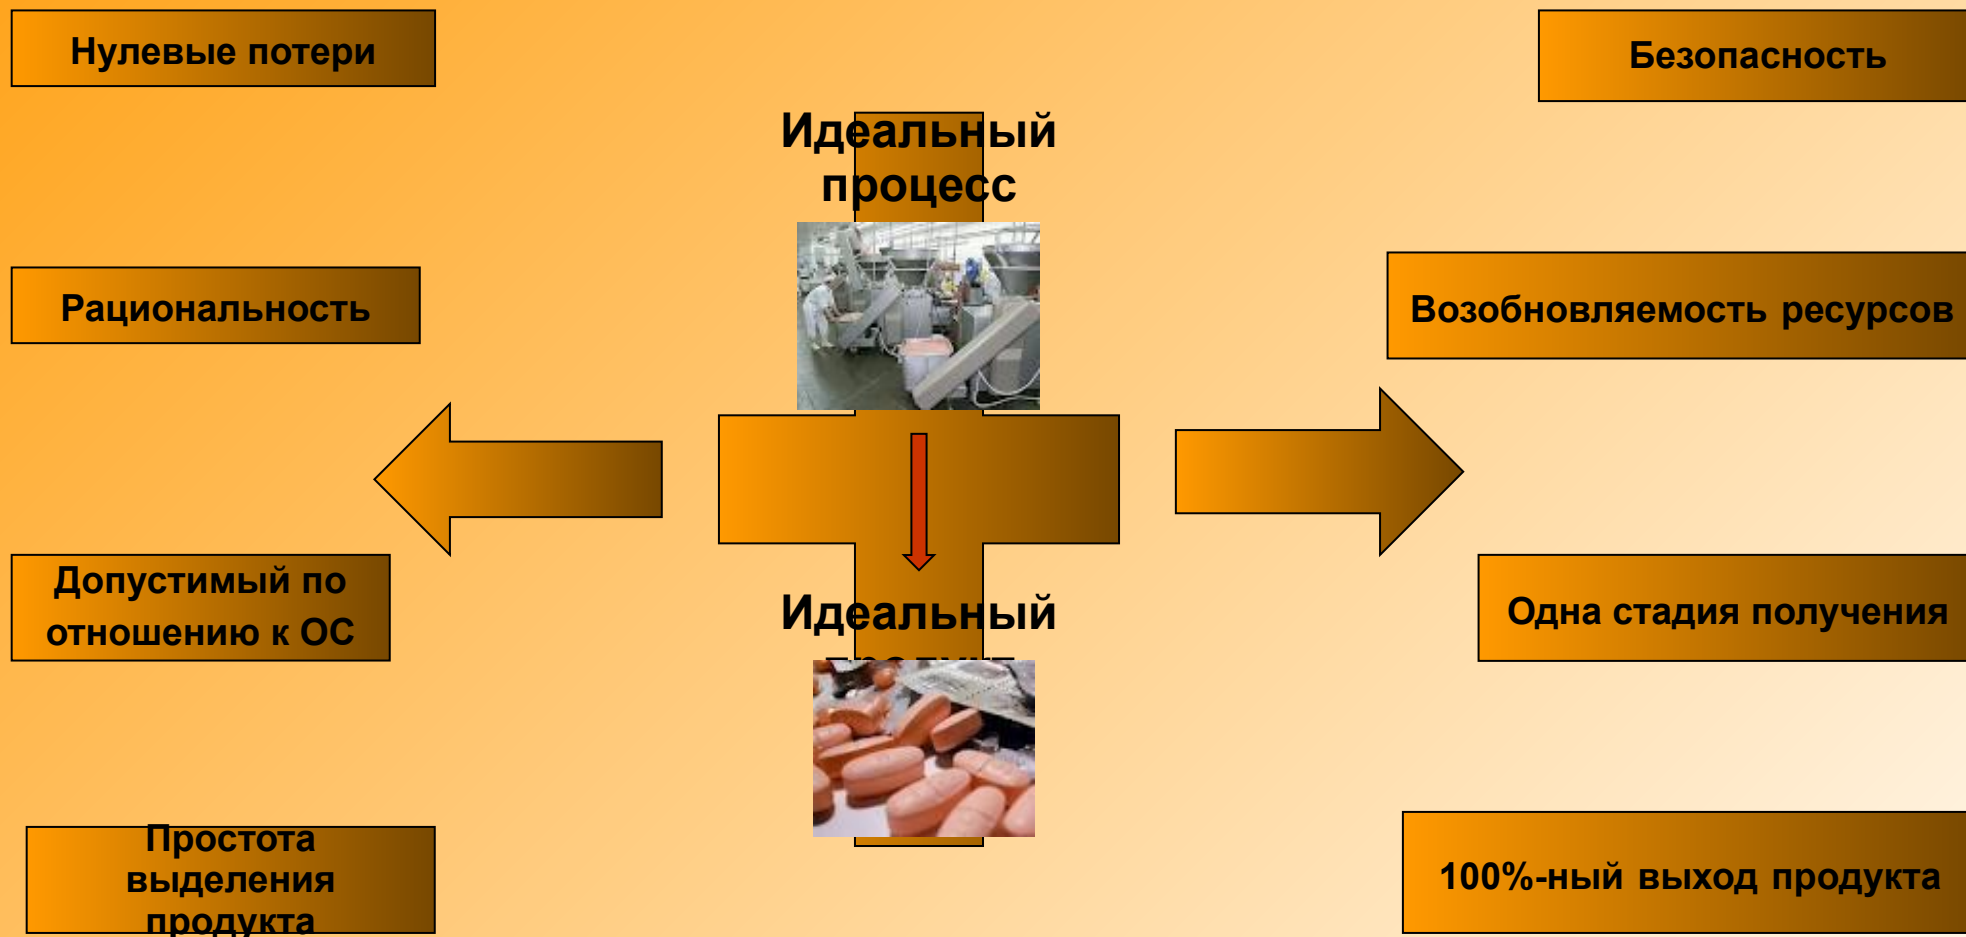 Нулевые потери
Безопасность
Идеальный
процесс
Рациональность
Возобновляемость ресурсов
Допустимый по
отношению к ОС
Идеальный
продукт
Одна стадия получения
Простота
выделения
продукта
100%-ный выход продукта